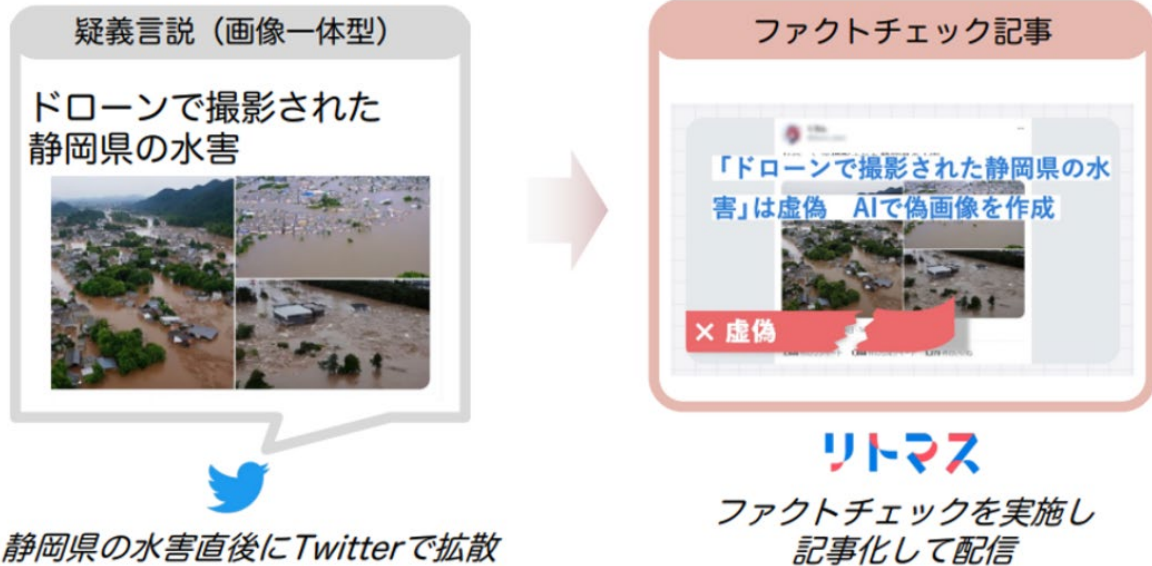 疑義言説（画像一体型）
ドローンで撮影された
静岡県の水害
静岡県の水害直後にTwitterで拡散
ファクトチェック記事
「ドローンで撮影された静岡県の水
害」は虚偽　AIで偽画像を作成
× 虚偽
リトマス
ファクトチェックを実施し
記事化して配信